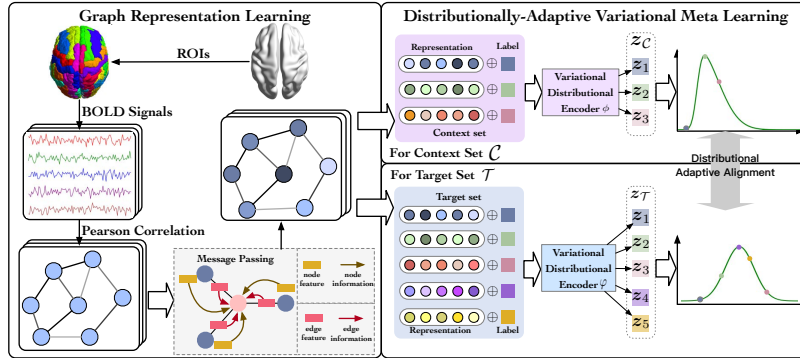 Graph Representation Learning
ROIs
BOLD Signals
Pearson Correlation
Message Passing
node
feature
node
information
edge
feature
edge
information
Distributionally-Adaptive Variational Meta Learning
Representation
Label
Context set
For Context Set 𝒞
Variational
Distributional
Encoder ϕ
z𝒞
z1
z2
z3
Distributional
Adaptive Alignment
For Target Set 𝒯
Target set
Representation
Label
Variational
Distributional
Encoder φ
z𝒯
z1
z2
z3
z4
z5